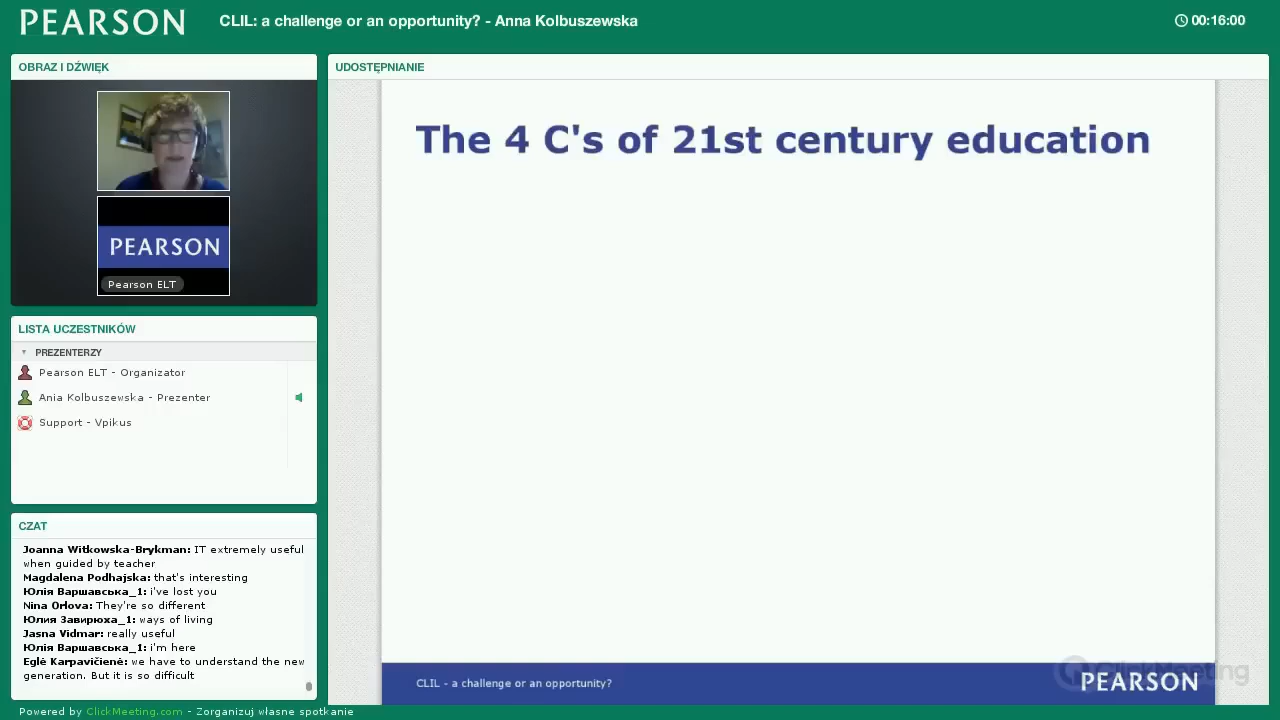 PEARSON
CLIL: a challenge or an opportunity? - Anna Kolbuszewska
00:16:00
OBRAZ I DŹWIĘK
PEARSON
Pearson ELT
LISTA UCZESTNIKÓW
PREZENTERZY
Pearson ELT - Organizator
Ania Kolbuszewska - Prezenter
Support - Vpikus
CZAT
Joanna Witkowska-Brykman: IT extremely useful
when guided by teacher
Magdalena Podhajska: that's interesting
Юлія Варшавська_1: i've lost you
Nina Orlova: They're so different
Юлия Завирюха_1: ways of living
Jasna Vidmar: really useful
Юлія Варшавська_1: i'm here
Eglė Karpavičienė: we have to understand the new
generation. But it is so difficult
UDOSTĘPNIANIE
The 4 C's of 21st century education
CLIL - a challenge or an opportunity?
ClickMeeting
PEARSON
Powered by ClickMeeting.com - Zorganizuj własne spotkanie